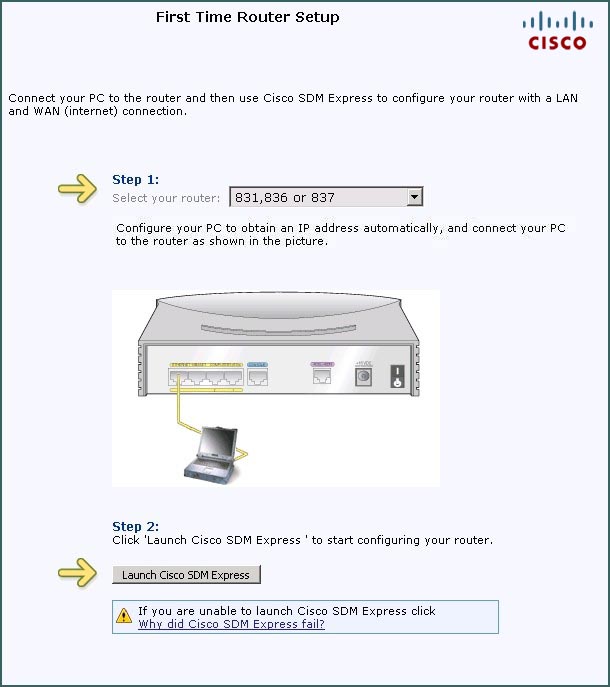 First Time Router Setup
CISCO
Connect your PC to the router and then use Cisco SDM Express to configure your router with a LAN
and WAN (internet) connection.
Step 1:
Select your router: 831,836 or 837
Configure your PC to obtain an IP address automatically, and connect your PC
to the router as shown in the picture.
Step 2:
Click 'Launch Cisco SDM Express ' to start configuring your router.
Launch Cisco SDM Express
If you are unable to launch Cisco SDM Express click
Why did Cisco SDM Express fail?